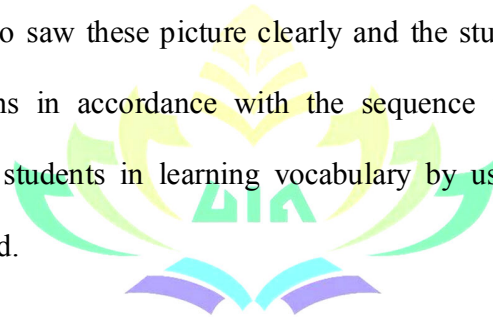 o saw these picture clearly and the stu
ns in accordance with the sequence
students in learning vocabulary by us
d.